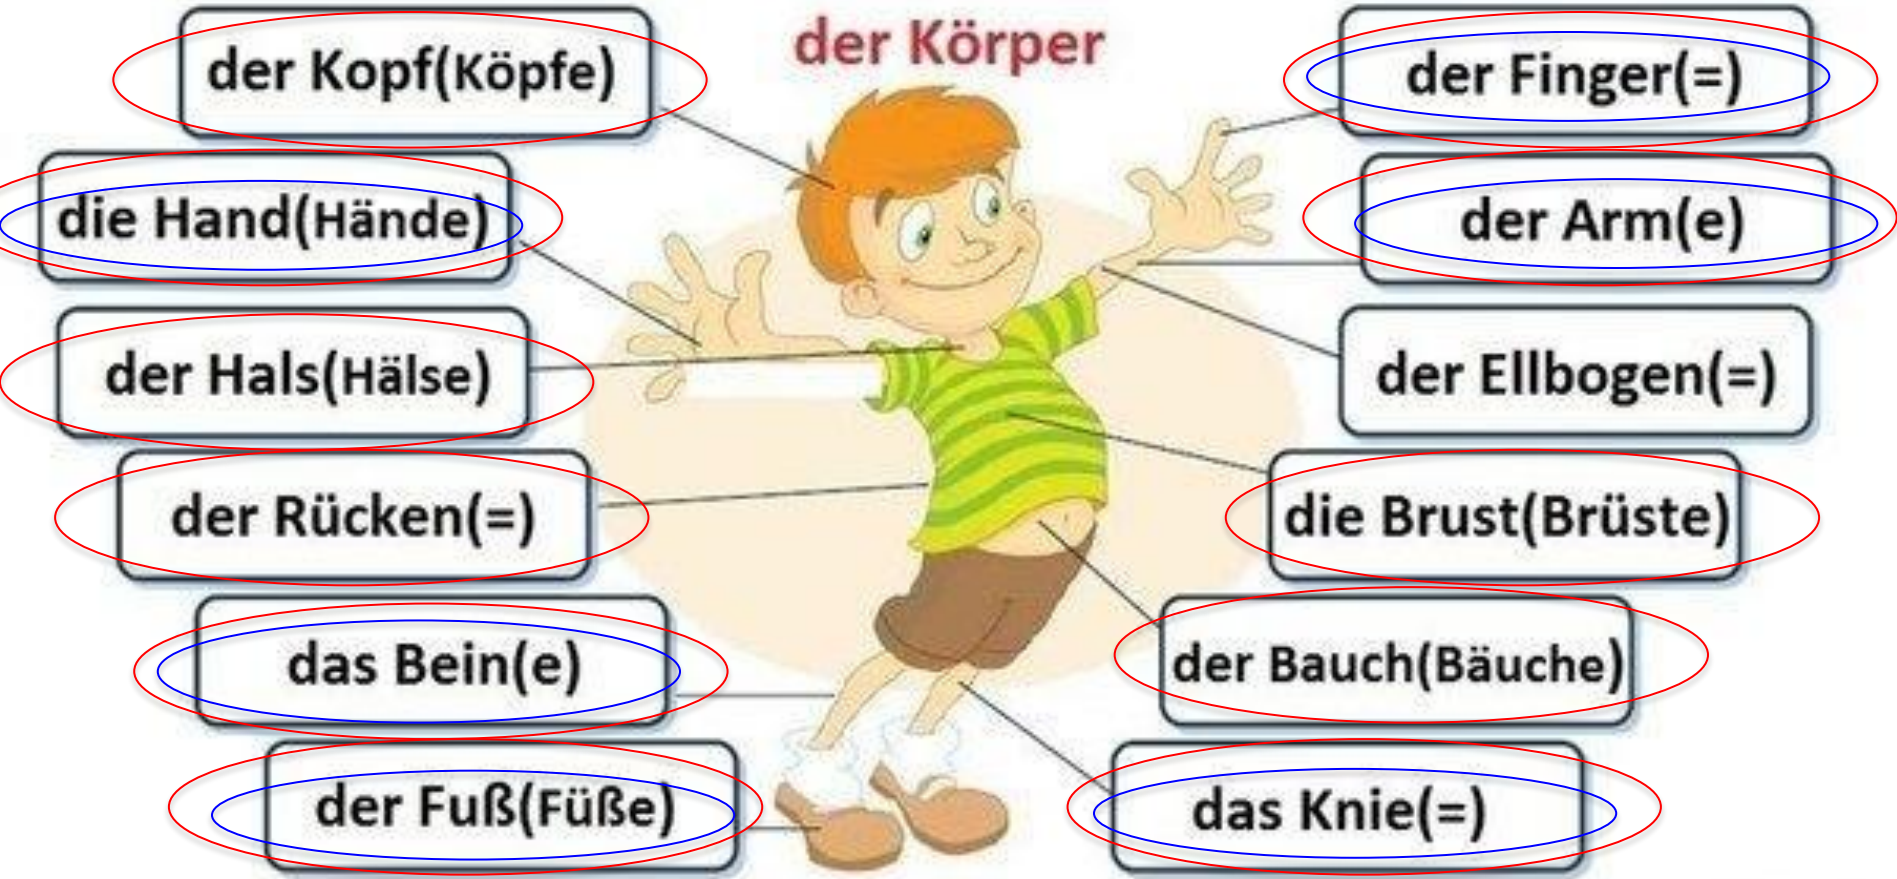 der Körper
der Kopf(Köpfe)
die Hand(Hände)
der Hals(Hälse)
der Rücken(=)
das Bein(e)
der Fuß(Füße)
der Finger(=)
der Arm(e)
der Ellbogen(=)
die Brust(Brüste)
der Bauch(Bäuche)
das Knie(=)